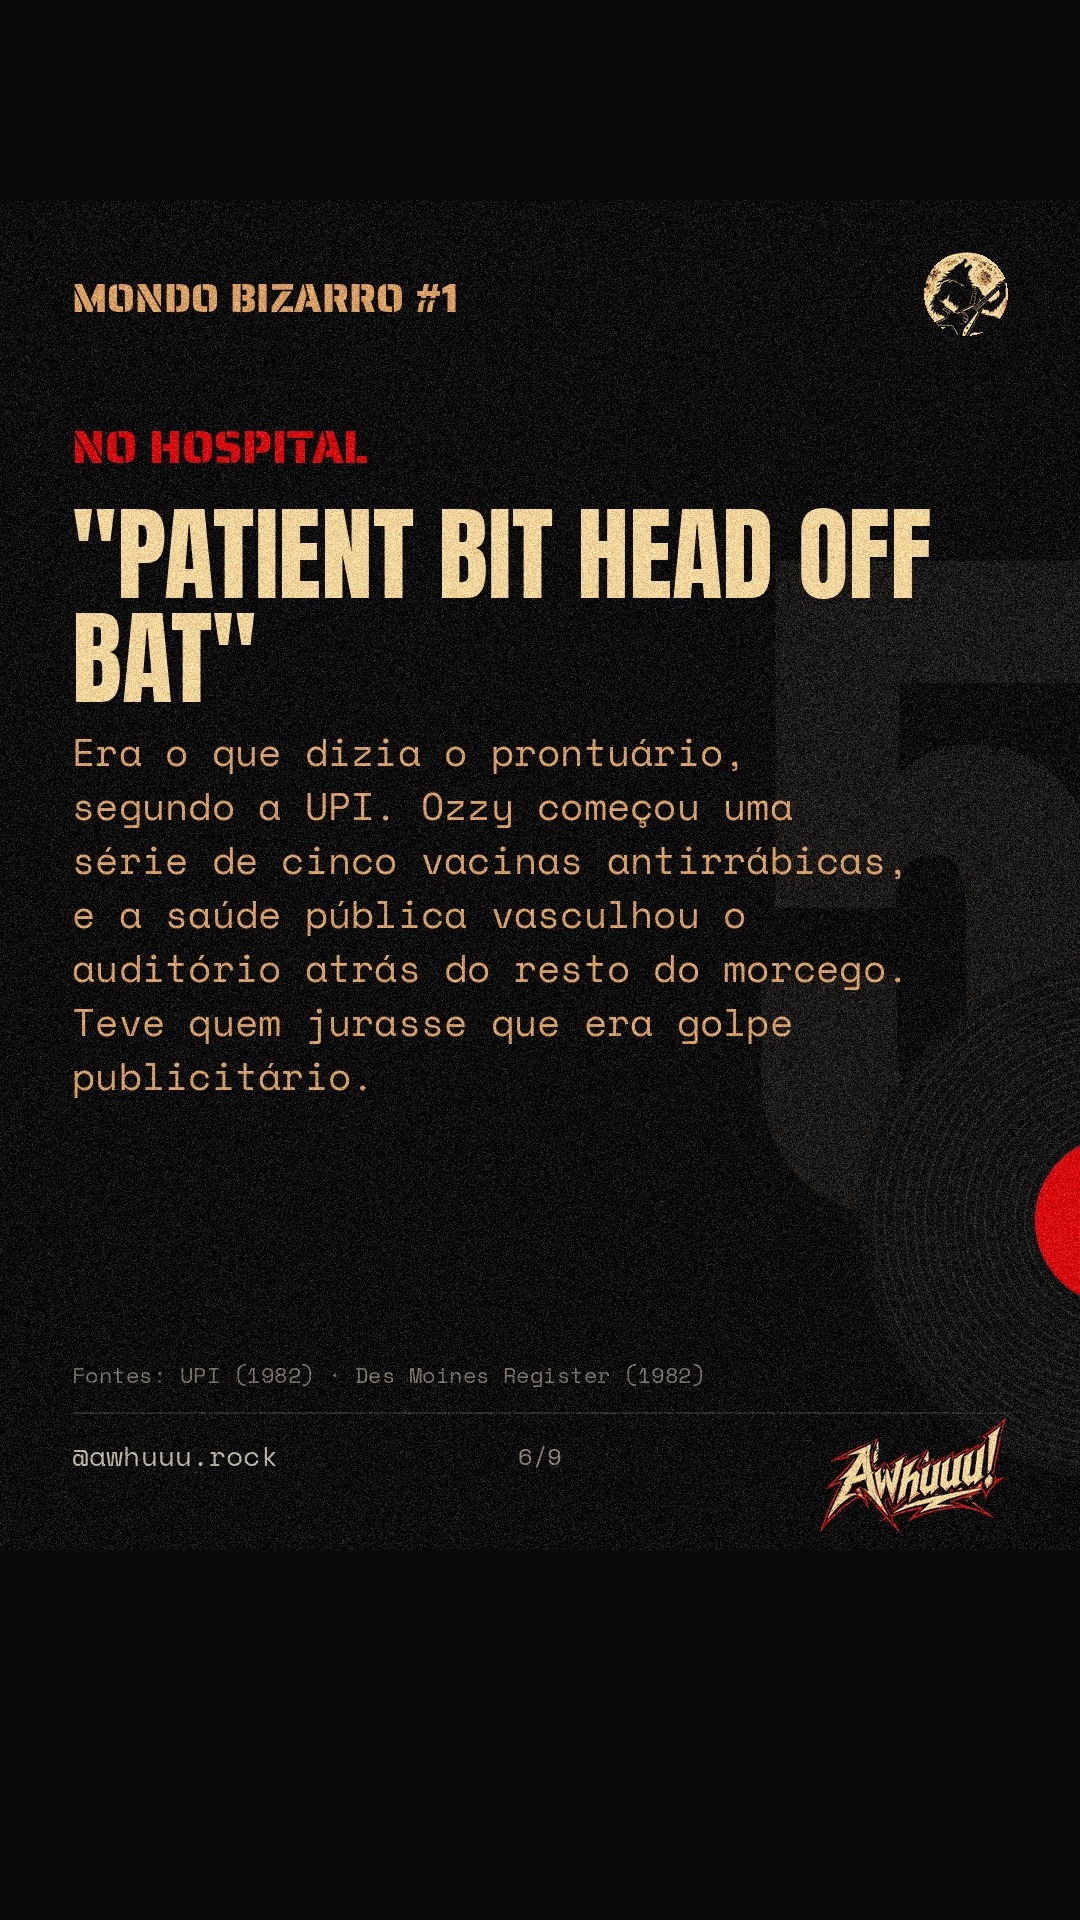 MONDO BIZARRO #1
NO HOSPITAL
"PATIENT BIT HEAD OFF
BAT"
Era o que dizia o prontuário,
segundo a UPI. Ozzy começou uma
série de cinco vacinas antirrábicas,
e a saúde pública vasculhou o
auditório atrás do resto do morcego.
Teve quem jurasse que era golpe
publicitário.
5
Fontes: UPI (1982) · Des Moines Register (1982)
@awhuuu.rock
6/9
Awhuuu!